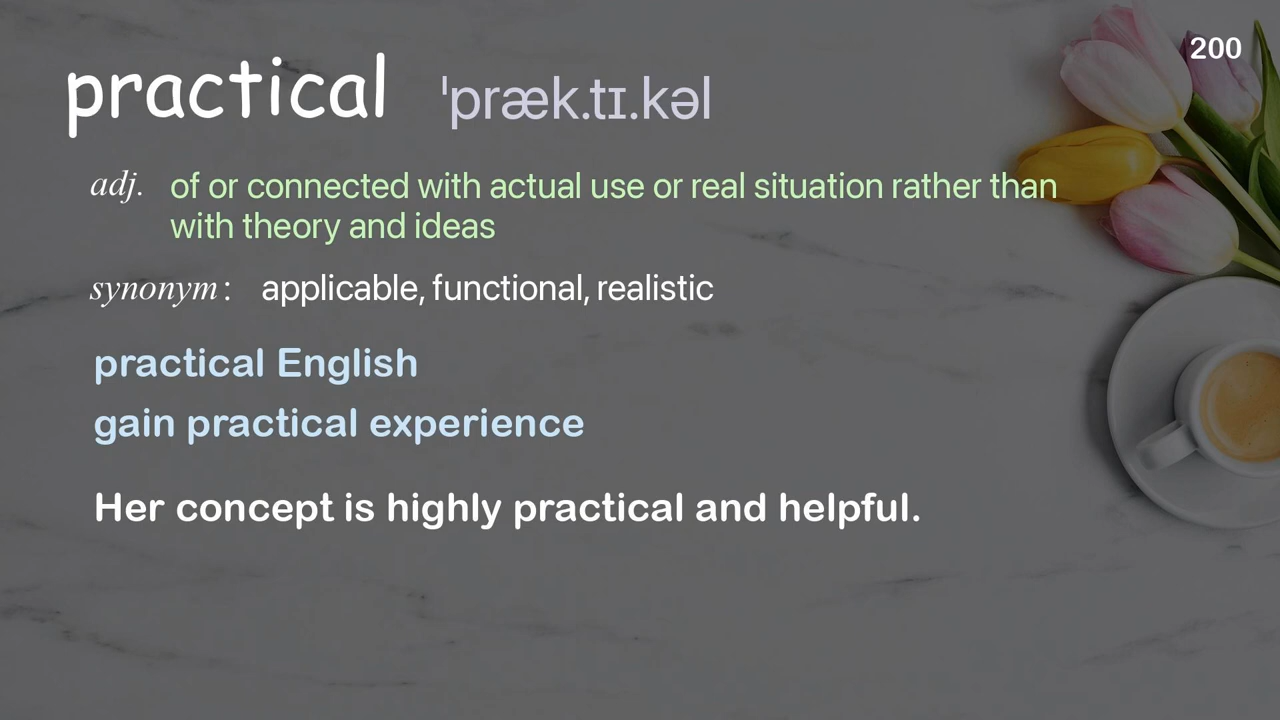 200
practical ˈpræk.tɪ.kəl
adj. of or connected with actual use or real situation rather than
with theory and ideas
synonym: applicable, functional, realistic
practical English
gain practical experience
Her concept is highly practical and helpful.